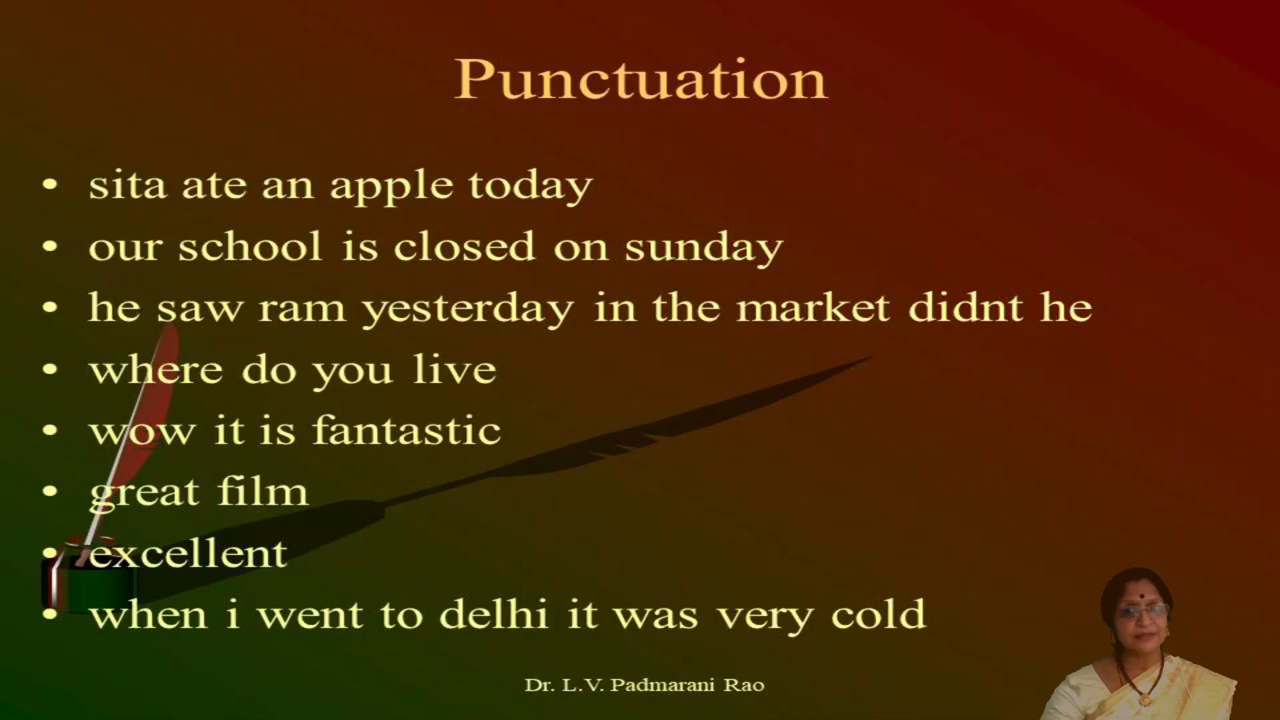 Punctuation
• sita ate an apple today
• our school is closed on sunday
• he saw ram yesterday in the market didnt he
• where do you live
• wow it is fantastic
• great film
• excellent
• when i went to delhi it was very cold
Dr. L.V. Padmarani Rao